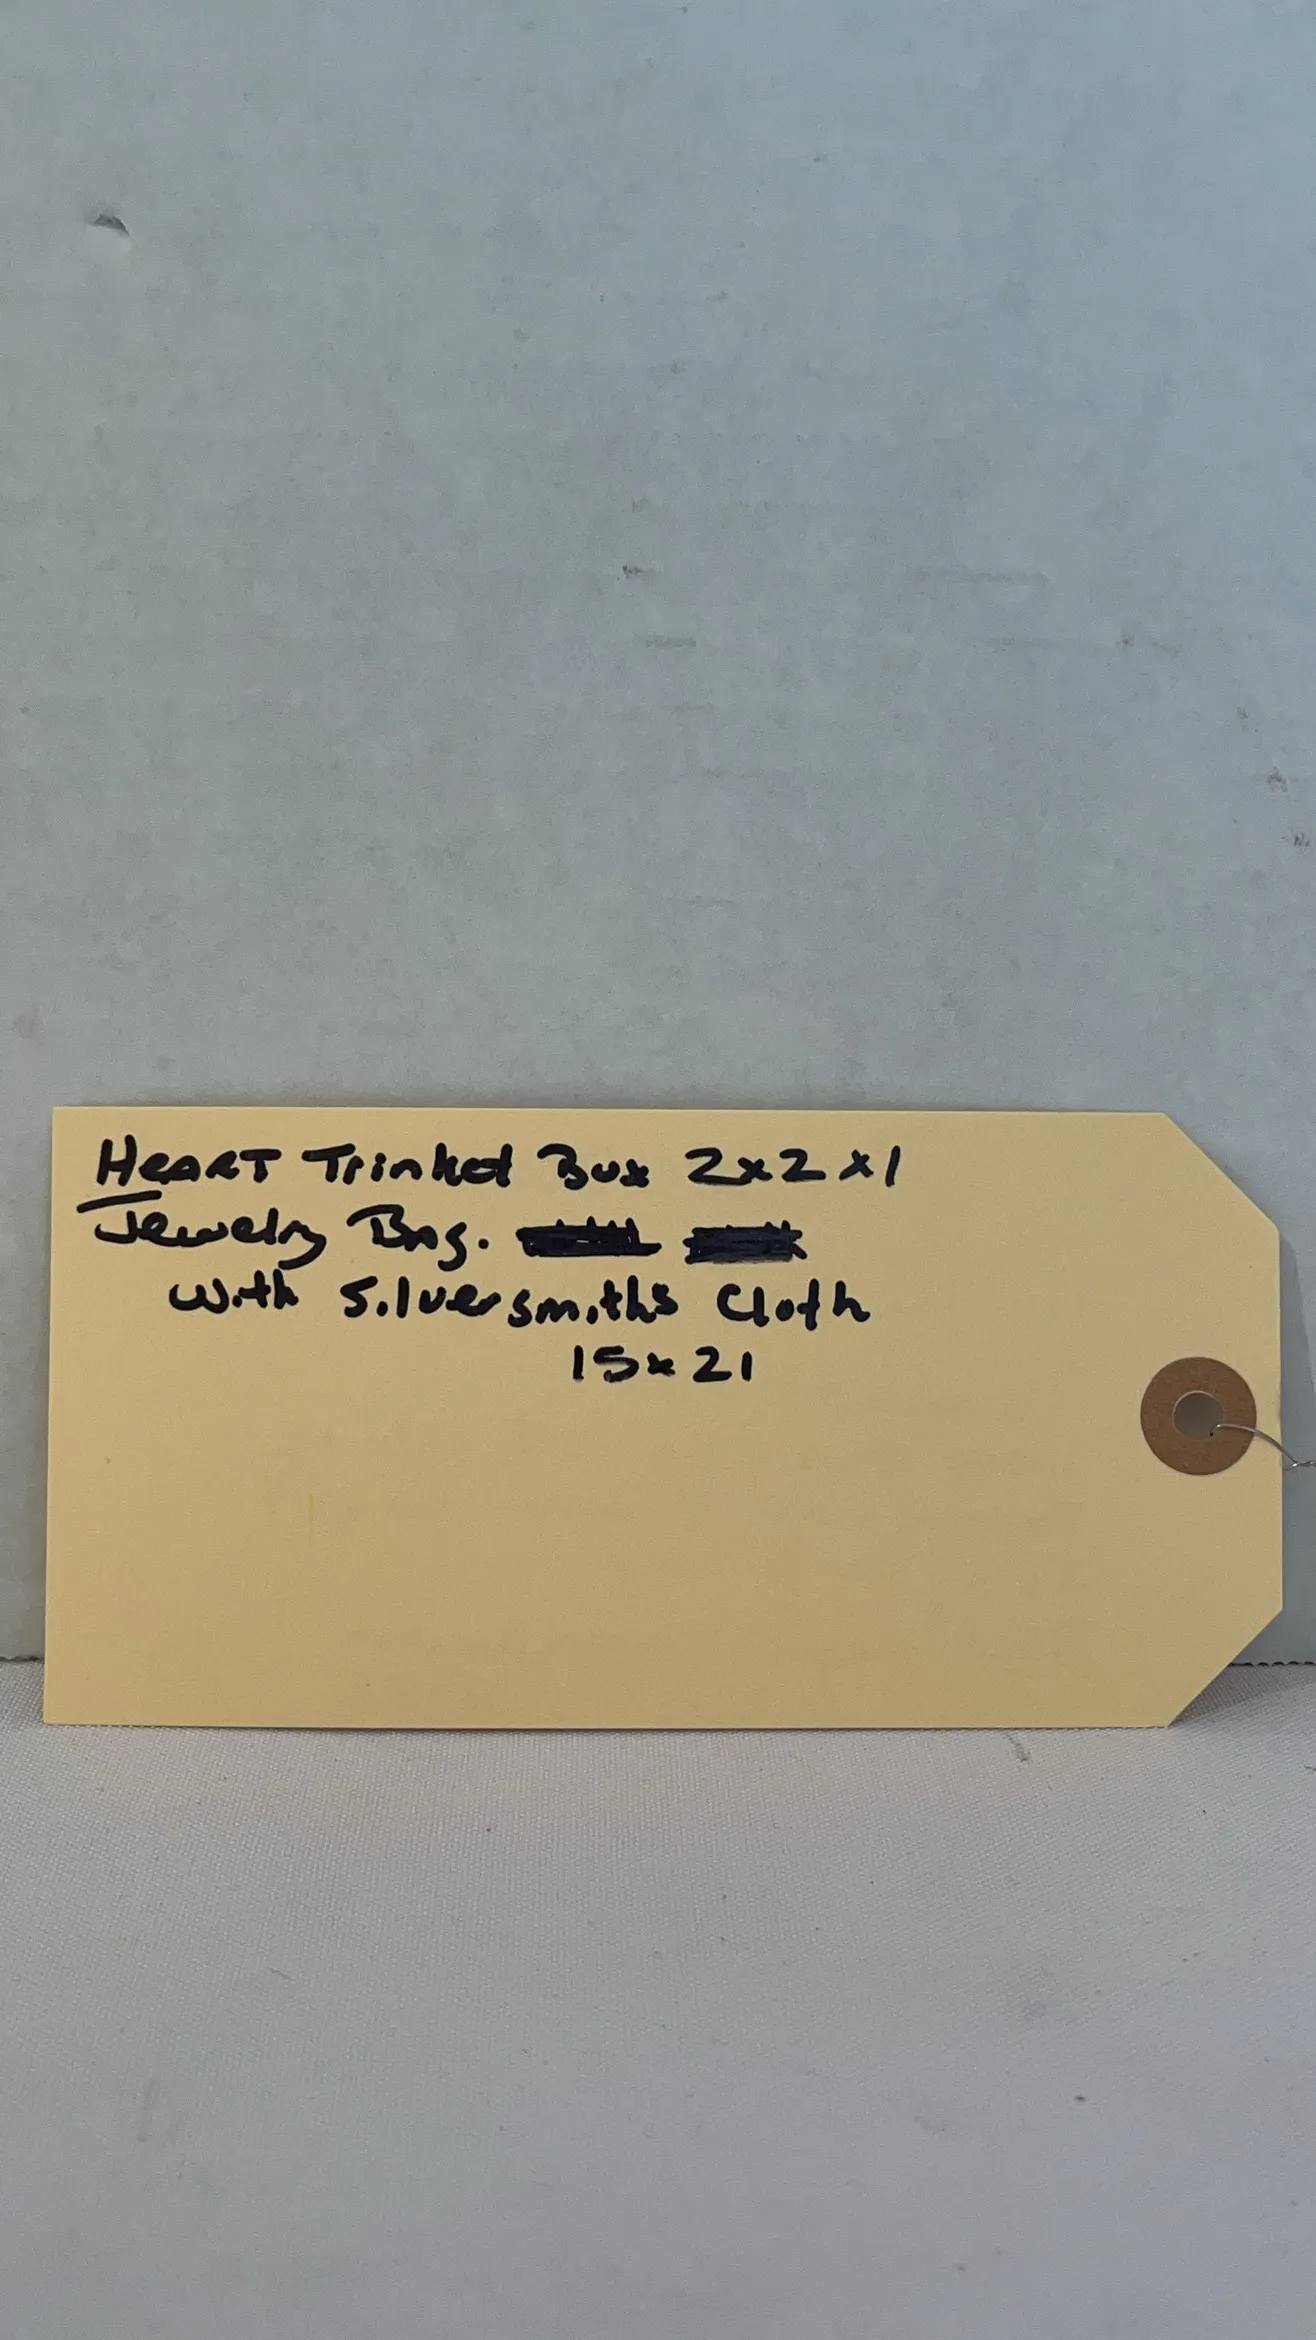 HEART Trinket Box 2x2x1
Jewelry Bag.
with Silversmiths Cloth
15x21